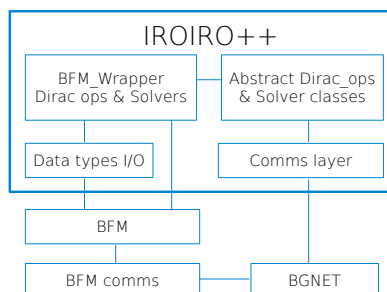 IROIRO++
BFM_Wrapper
Dirac ops & Solvers
Abstract Dirac_ops
& Solver classes
Data types I/O
Comms layer
BFM
BFM comms
BGNET